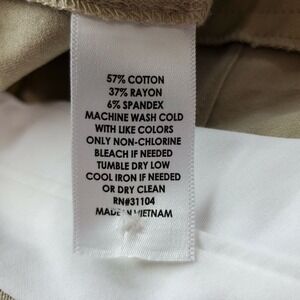 57% COTTON
37% RAYON
6% SPANDEX
MACHINE WASH COLD
WITH LIKE COLORS
ONLY NON-CHLORINE
BLEACH IF NEEDED
TUMBLE DRY LOW
COOL IRON IF NEEDED
OR DRY CLEAN
RN#31104
MADE IN VIETNAM